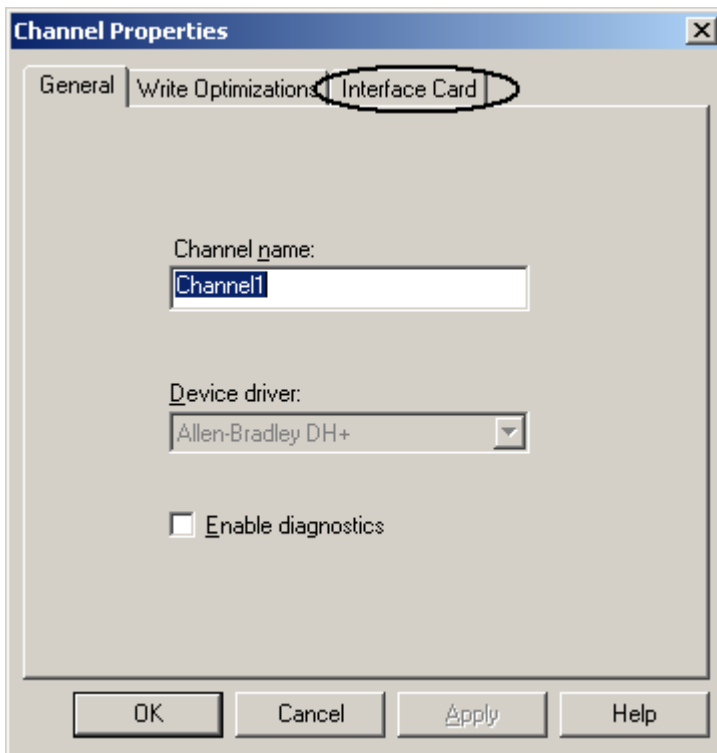 Channel Properties
General Write Optimizations Interface Card
Channel name:
Channel1
Device driver:
Allen-Bradley DH+
Enable diagnostics
OK Cancel Apply Help